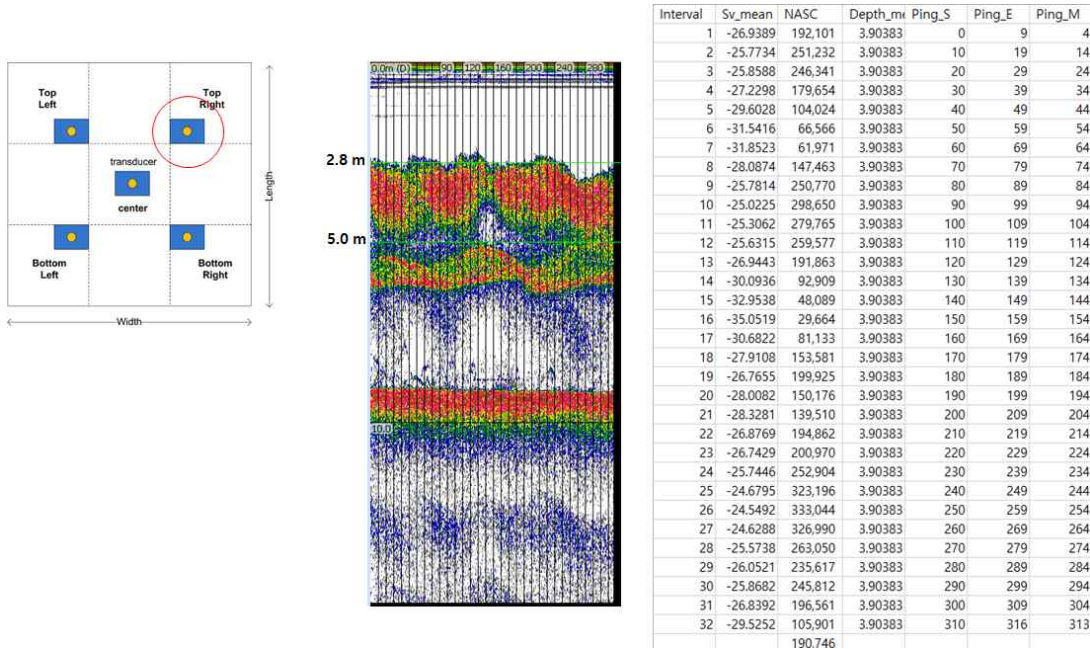 Top
Left
Top
Right
transducer
center
Bottom
Left
Bottom
Right
Length
Width
0.0m (D) 90 120 160 200 240 280
2.8 m
5.0 m
10.0
Interval Sv_mean NASC Depth_me Ping_S Ping_E Ping_M
1 -26.9389 192,101 3.90383 0 9 4
2 -25.7734 251,232 3.90383 10 19 14
3 -25.8588 246,341 3.90383 20 29 24
4 -27.2298 179,654 3.90383 30 39 34
5 -29.6028 104,024 3.90383 40 49 44
6 -31.5416 66,566 3.90383 50 59 54
7 -31.8523 61,971 3.90383 60 69 64
8 -28.0874 147,463 3.90383 70 79 74
9 -25.7814 250,770 3.90383 80 89 84
10 -25.0225 298,650 3.90383 90 99 94
11 -25.3062 279,765 3.90383 100 109 104
12 -25.6315 259,577 3.90383 110 119 114
13 -26.9443 191,863 3.90383 120 129 124
14 -30.0936 92,909 3.90383 130 139 134
15 -32.9538 48,089 3.90383 140 149 144
16 -35.0519 29,664 3.90383 150 159 154
17 -30.6822 81,133 3.90383 160 169 164
18 -27.9108 153,581 3.90383 170 179 174
19 -26.7655 199,925 3.90383 180 189 184
20 -28.0082 150,176 3.90383 190 199 194
21 -28.3281 139,510 3.90383 200 209 204
22 -26.8769 194,862 3.90383 210 219 214
23 -26.7429 200,970 3.90383 220 229 224
24 -25.7446 252,904 3.90383 230 239 234
25 -24.6795 323,196 3.90383 240 249 244
26 -24.5492 333,044 3.90383 250 259 254
27 -24.6288 326,990 3.90383 260 269 264
28 -25.5738 263,050 3.90383 270 279 274
29 -26.0521 235,617 3.90383 280 289 284
30 -25.8682 245,812 3.90383 290 299 294
31 -26.8392 196,561 3.90383 300 309 304
32 -29.5252 105,901 3.90383 310 316 313
190,746